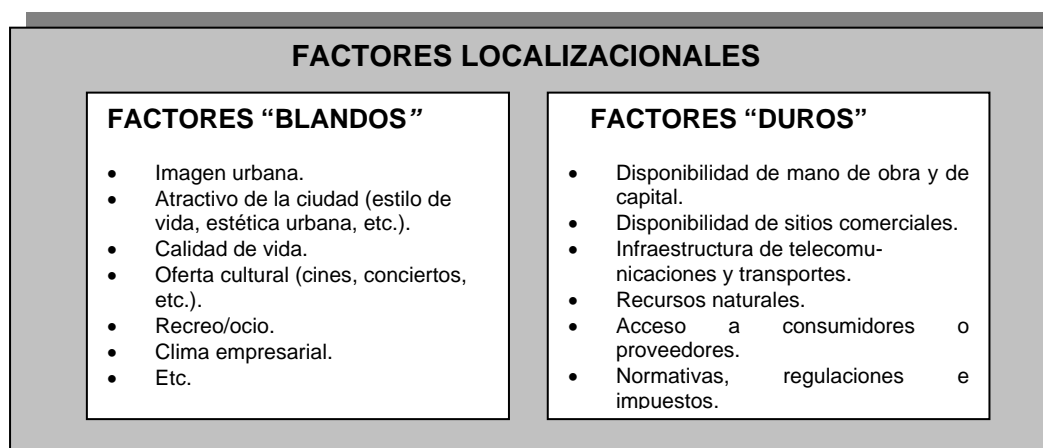 FACTORES LOCALIZACIONALES
FACTORES “BLANDOS”
• Imagen urbana.
• Atractivo de la ciudad (estilo de
vida, estética urbana, etc.).
• Calidad de vida.
• Oferta cultural (cines, conciertos,
etc.).
• Recreo/ocio.
• Clima empresarial.
• Etc.
FACTORES “DUROS”
• Disponibilidad de mano de obra y de
capital.
• Disponibilidad de sitios comerciales.
• Infraestructura de telecomu-
nicaciones y transportes.
• Recursos naturales.
• Acceso a consumidores o
proveedores.
• Normativas, regulaciones e
impuestos.